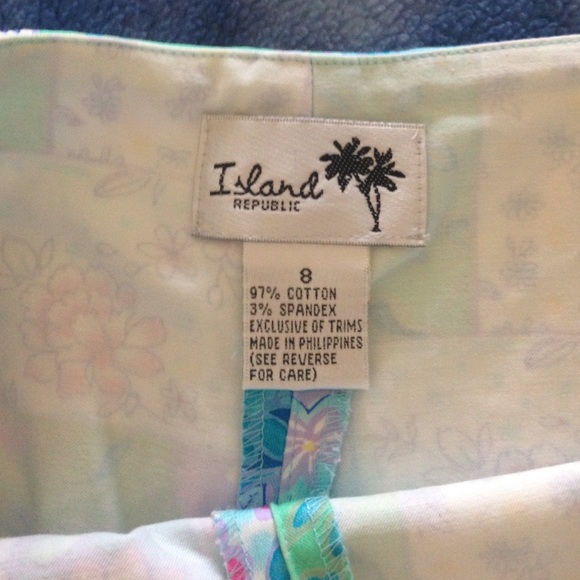 Island
REPUBLIC
8
97% COTTON
3% SPANDEX
EXCLUSIVE OF TRIMS
MADE IN PHILIPPINES
(SEE REVERSE
FOR CARE)